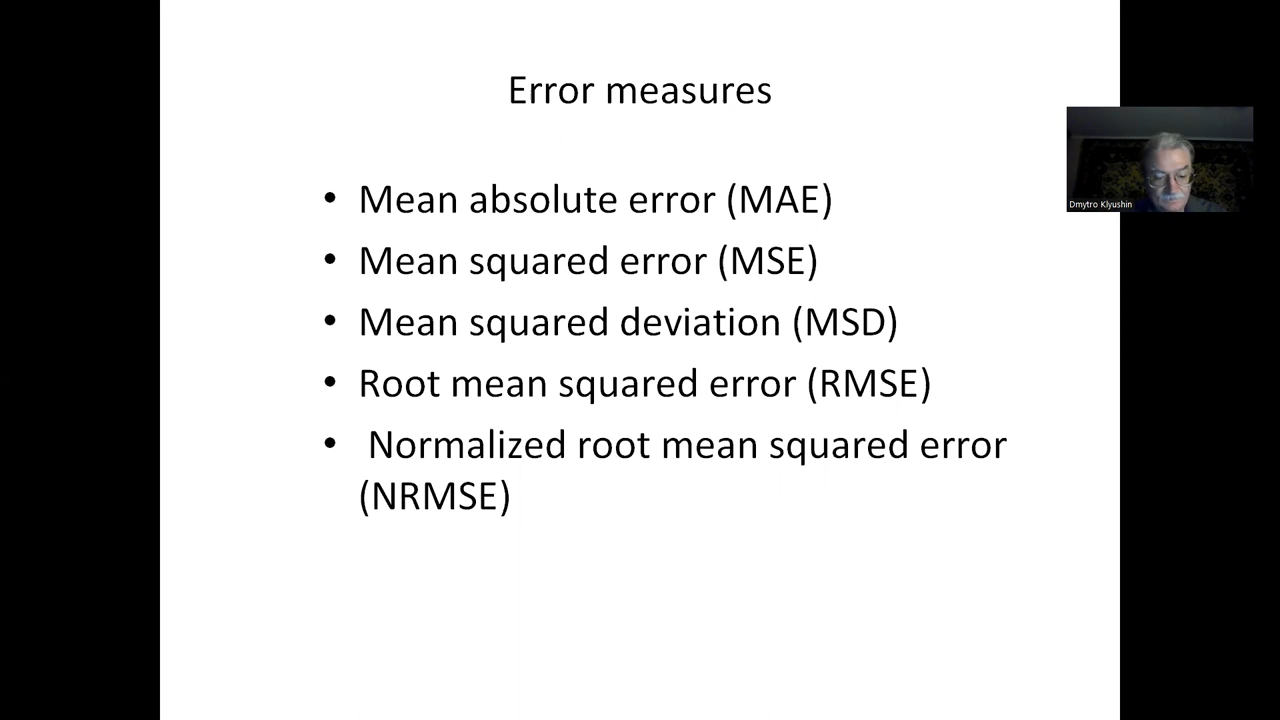 Error measures
• Mean absolute error (MAE)
• Mean squared error (MSE)
• Mean squared deviation (MSD)
• Root mean squared error (RMSE)
• Normalized root mean squared error
(NRMSE)
Dmytro Klyushin